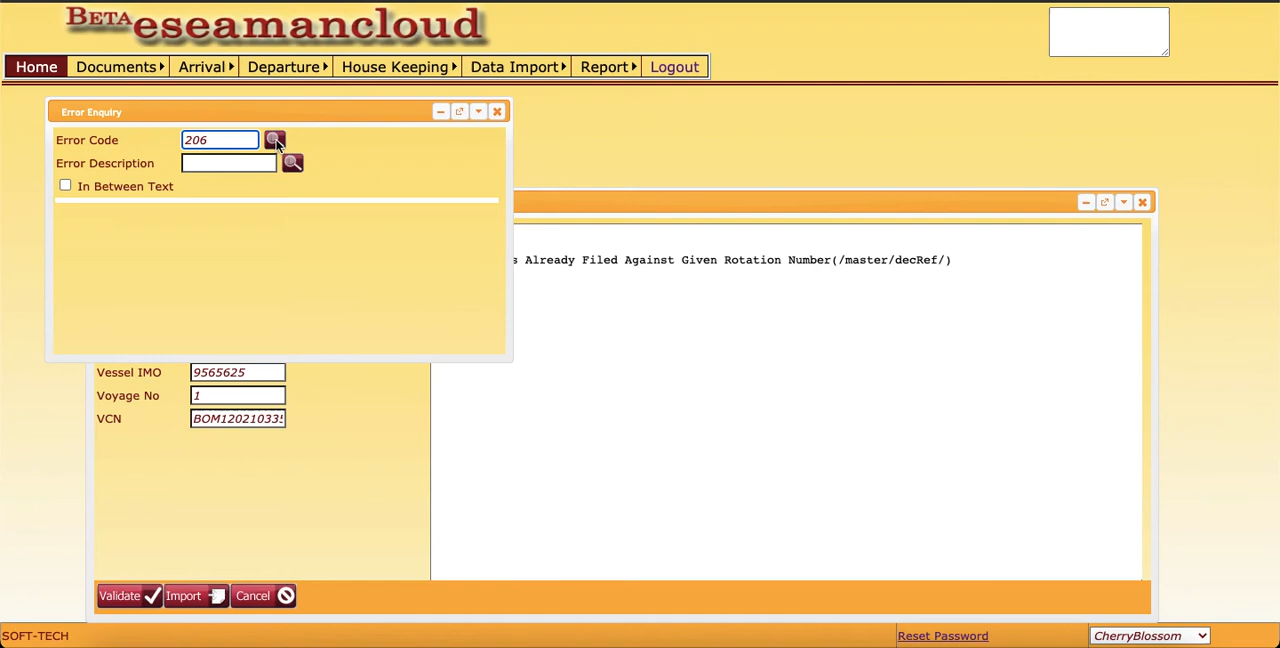 Beta eseamancloud
Home Documents Arrival Departure House Keeping Data Import Report Logout
Error Enquiry
Error Code 206
Error Description
In Between Text
s Already Filed Against Given Rotation Number(/master/decRef/)
Vessel IMO 9565625
Voyage No 1
VCN BOM120210335
Validate Import Cancel
SOFT-TECH Reset Password CherryBlossom